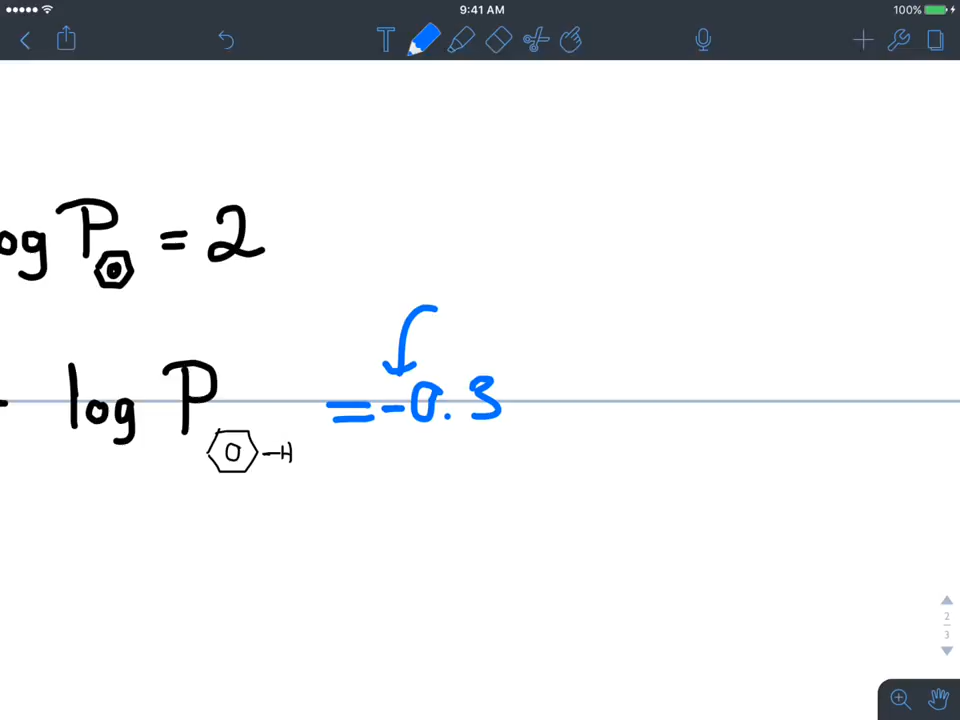 9:41 AM
100%
T
og P = 2
- log P = -0.3
-H
2
3